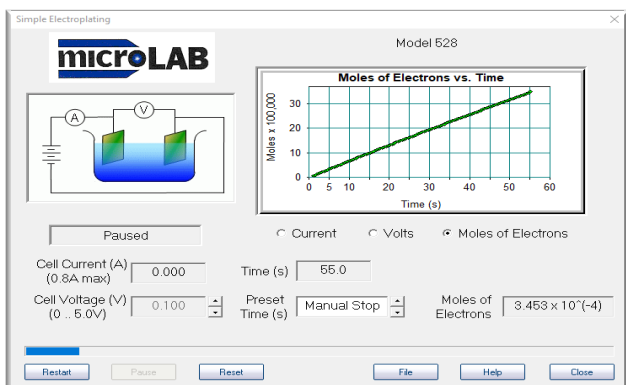 Simple Electroplating
microLAB
Model 528
A
V
Moles of Electrons vs. Time
Moles x 100,000
30
20
10
0
0 5 10 20 30 40 50 60
Time (s)
Paused
Current Volts Moles of Electrons
Cell Current (A)
(0.8A max)
0.000
Time (s) 55.0
Cell Voltage (V)
(0 .. 5.0V)
0.100
Preset
Time (s)
Manual Stop
Moles of
Electrons
3.453 x 10^(-4)
Restart Pause Reset File Help Close